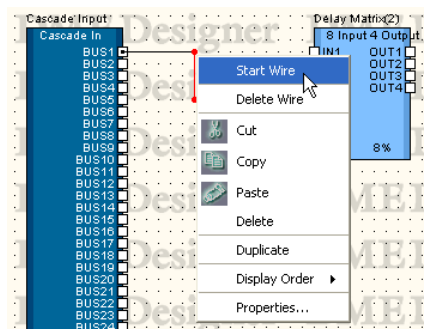 Cascade Input
Cascade In
BUS1
BUS2
BUS3
BUS4
BUS5
BUS6
BUS7
BUS8
BUS9
BUS10
BUS11
BUS12
BUS13
BUS14
BUS15
BUS16
BUS17
BUS18
BUS19
BUS20
BUS21
BUS22
BUS23
BUS24
Delay Matrix(2)
8 Input 4 Output
IN1 OUT1
OUT2
OUT3
OUT4
8%
Start Wire
Delete Wire
Cut
Copy
Paste
Delete
Duplicate
Display Order
Properties...
Designer